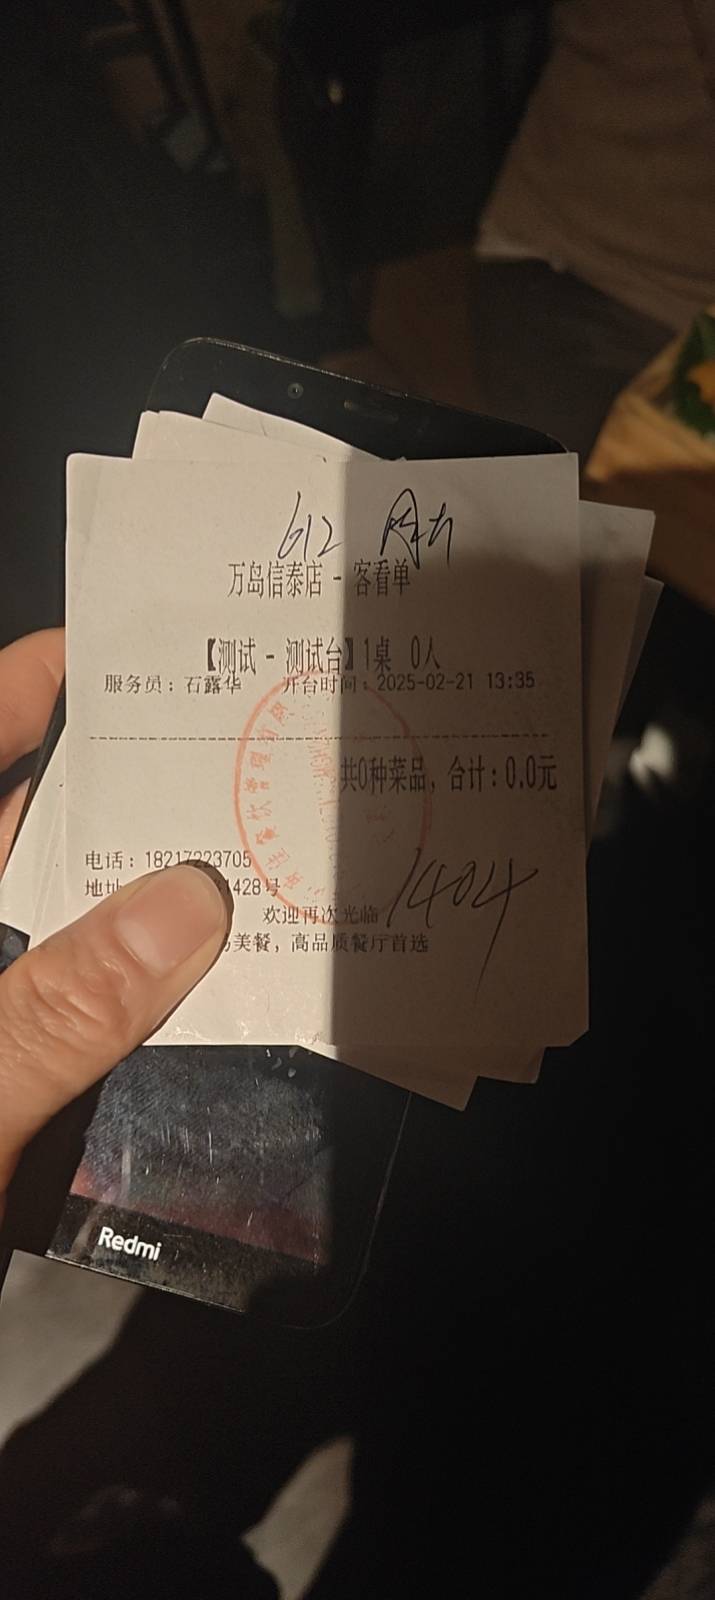 612
万岛信泰店 - 客看单
【测试 - 测试台】1桌 0人
服务员：石露华 开台时间：2025-02-21 13:35
共0种菜品，合计：0.0元
电话：18217223705
地址 1428号
1404
欢迎再次光临
美餐，高品质餐厅首选
Redmi